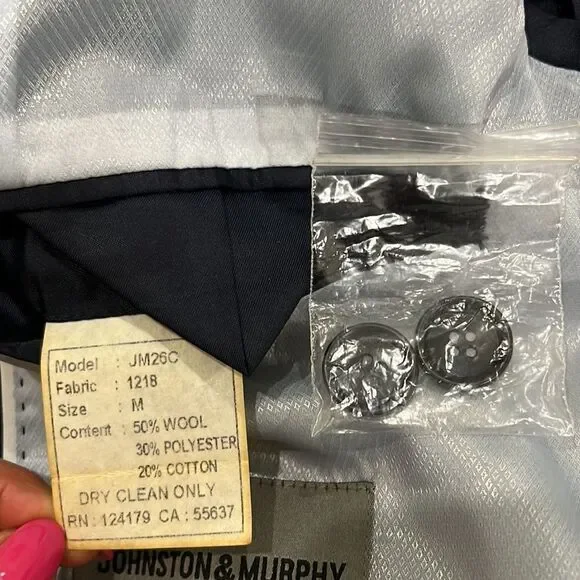 Model : JM26C
Fabric : 1218
Size : M
Content : 50% WOOL
30% POLYESTER
20% COTTON
DRY CLEAN ONLY
RN : 124179 CA : 55637
JOHNSTON & MURPHY